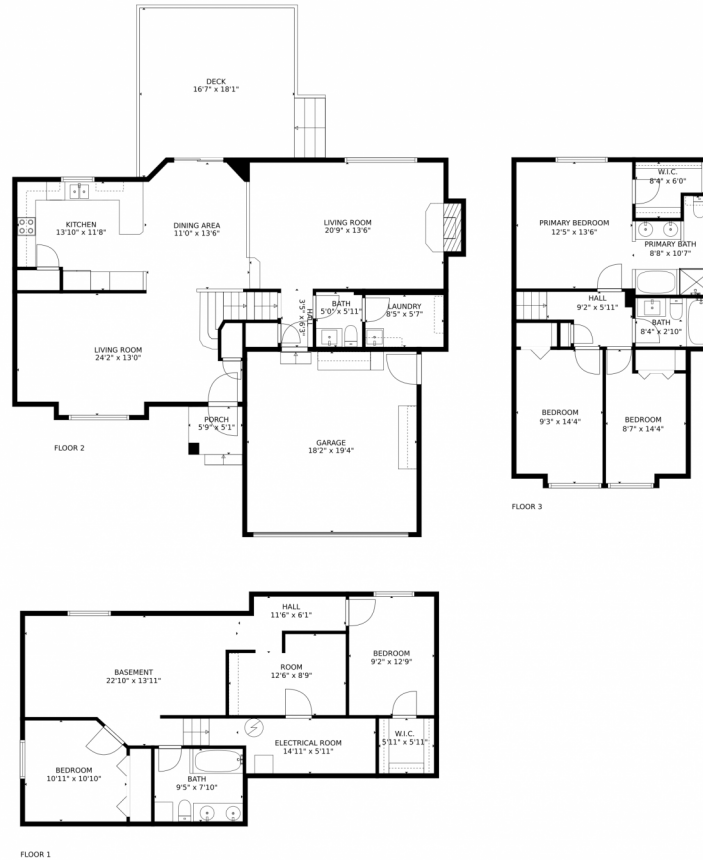 DECK
16'7" x 18'1"
KITCHEN
13'10" x 11'8"
DINING AREA
11'0" x 13'6"
LIVING ROOM
20'9" x 13'6"
BATH
5'0" x 5'11"
LAUNDRY
8'5" x 5'7"
HALL
LIVING ROOM
24'2" x 13'0"
PORCH
5'9" x 5'1"
GARAGE
18'2" x 19'4"
FLOOR 2
W.I.C.
8'4" x 6'0"
PRIMARY BEDROOM
12'5" x 13'6"
PRIMARY BATH
8'8" x 10'7"
HALL
9'2" x 5'11"
BATH
8'4" x 2'10"
BEDROOM
9'3" x 14'4"
BEDROOM
8'7" x 14'4"
FLOOR 3
HALL
11'6" x 6'1"
BEDROOM
9'2" x 12'9"
BASEMENT
22'10" x 13'11"
ROOM
12'6" x 8'9"
W.I.C.
5'11" x 5'11"
ELECTRICAL ROOM
14'11" x 5'11"
BEDROOM
10'11" x 10'10"
BATH
9'5" x 7'10"
FLOOR 1